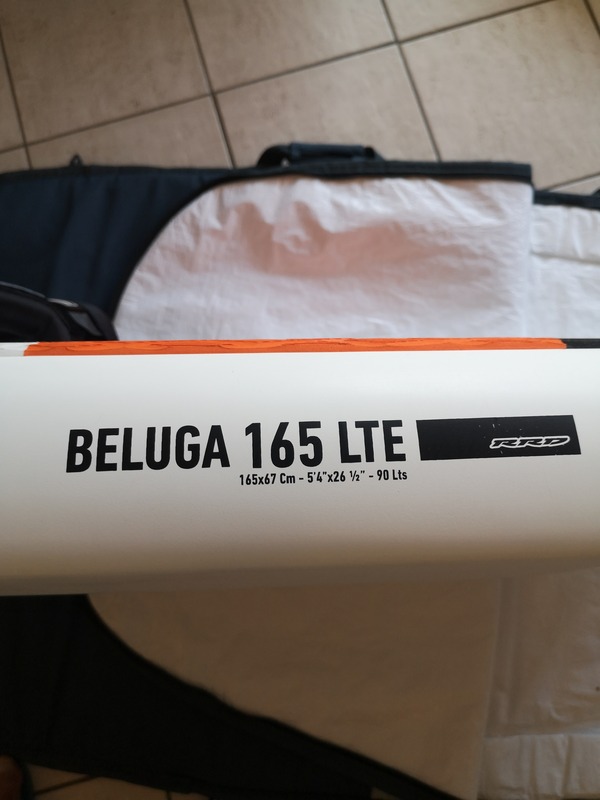 BELUGA 165 LTE RRD
165x67 Cm - 5'4"x26 ½" - 90 Lts